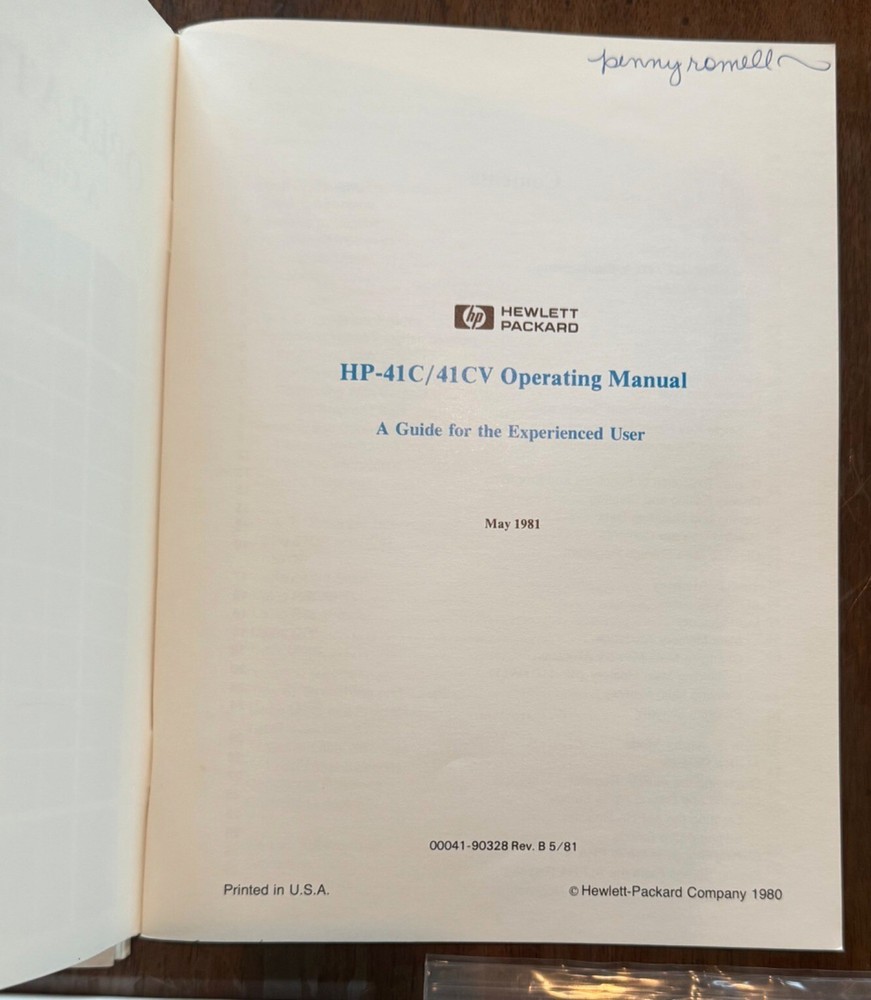 penny romell
hp HEWLETT
PACKARD
HP-41C/41CV Operating Manual
A Guide for the Experienced User
May 1981
00041-90328 Rev. B 5/81
Printed in U.S.A.
© Hewlett-Packard Company 1980